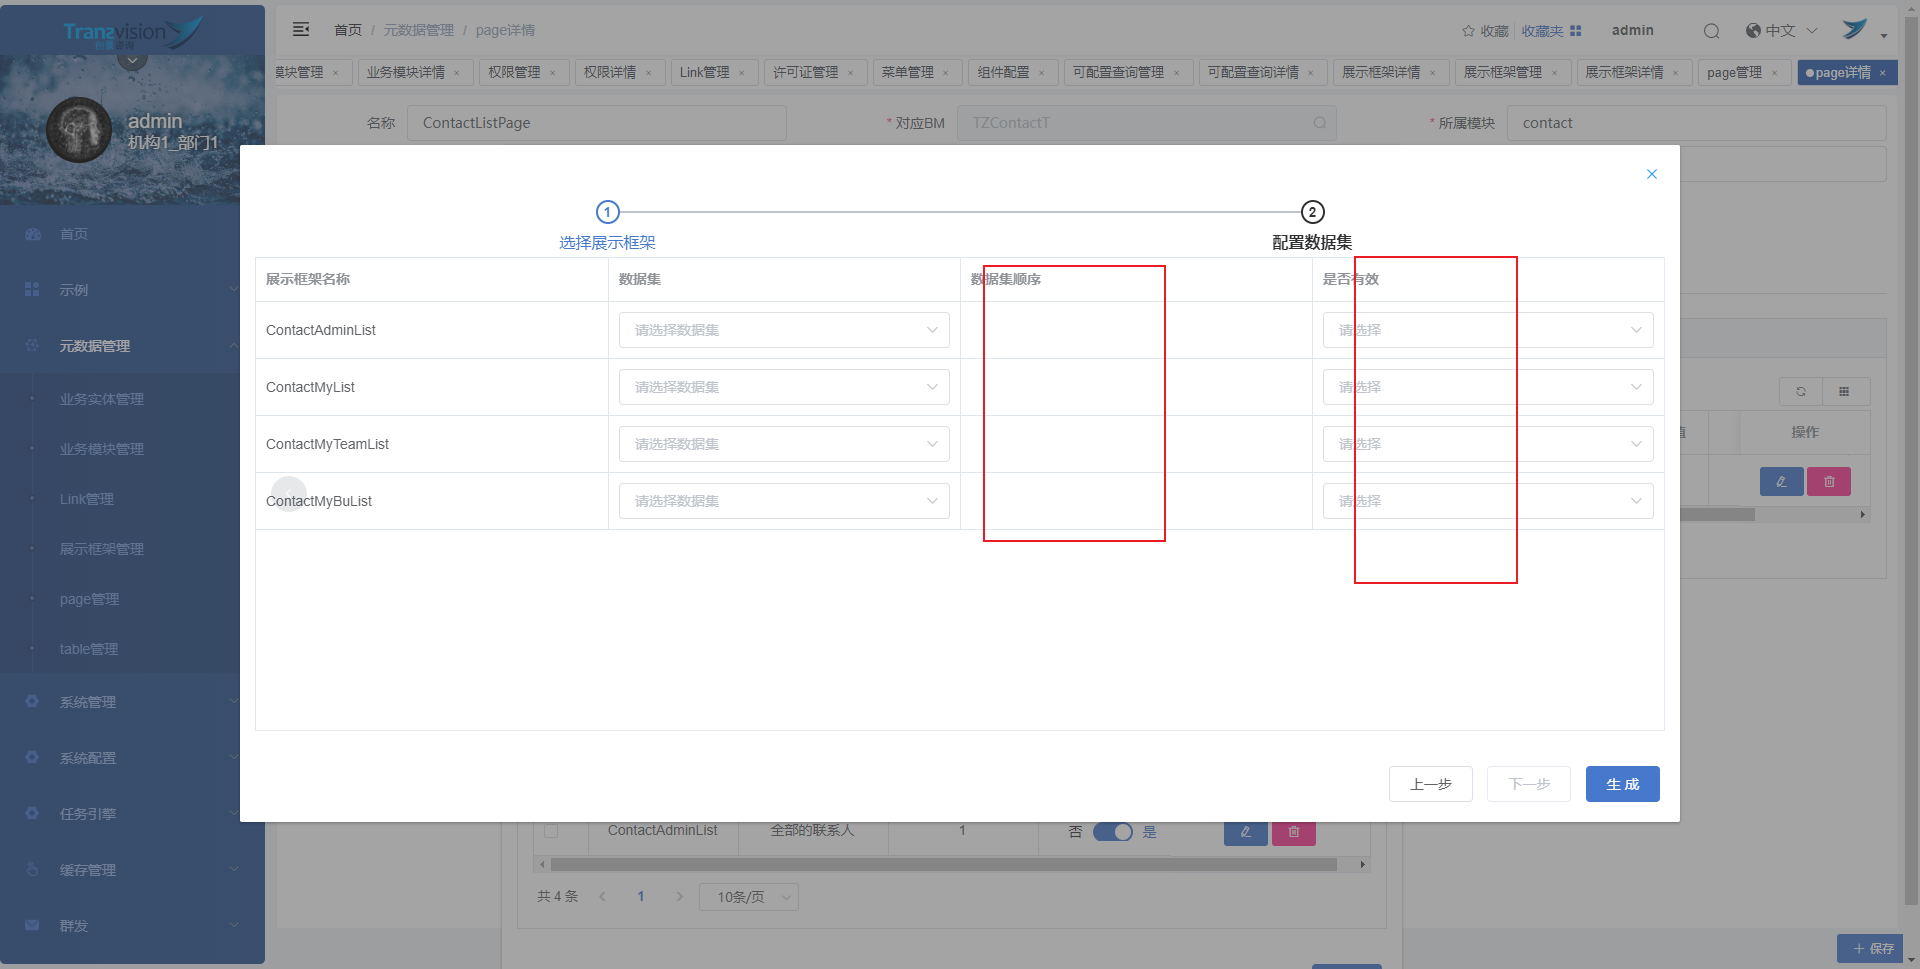 Tranzvision
创景咨询
首页 / 元数据管理 / page详情
收藏 收藏夹 admin 中文
模块管理 × 业务模块详情 × 权限管理 × 权限详情 × Link管理 × 许可证管理 × 菜单管理 × 组件配置 × 可配置查询管理 × 可配置查询详情 × 展示框架详情 × 展示框架管理 × 展示框架详情 × page管理 × page详情 ×
admin
机构1_部门1
名称 ContactListPage * 对应BM TZContactT * 所属模块 contact
首页
示例
元数据管理
业务实体管理
业务模块管理
Link管理
展示框架管理
page管理
table管理
系统管理
系统配置
任务引擎
缓存管理
群发
1 2
选择展示框架 配置数据集
展示框架名称 数据集 数据集顺序 是否有效
ContactAdminList 请选择数据集 请选择
ContactMyList 请选择数据集 请选择
ContactMyTeamList 请选择数据集 请选择
ContactMyBuList 请选择数据集 请选择
值 操作
上一步 下一步 生 成
ContactAdminList 全部的联系人 1 否 是
共 4 条 1 10条/页
+ 保存